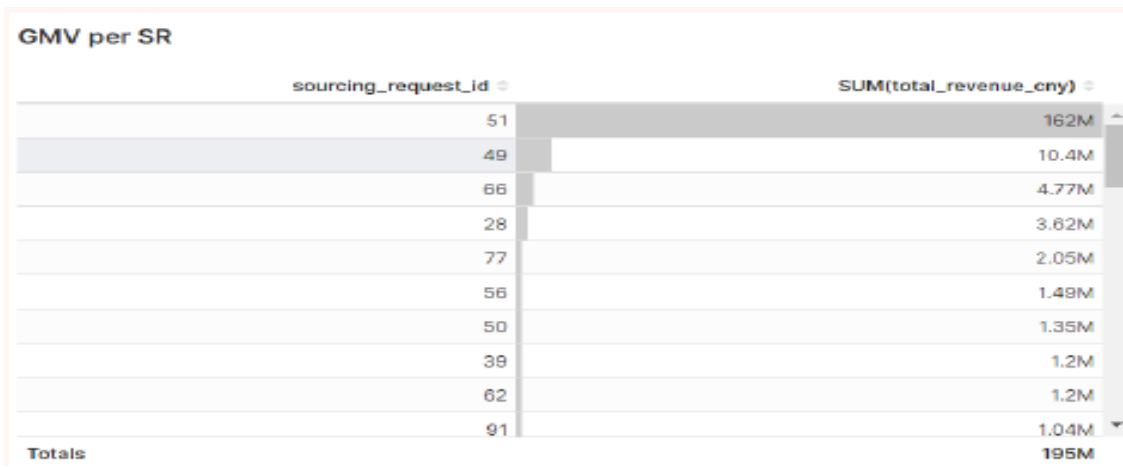 GMV per SR
sourcing_request_id SUM(total_revenue_cny)
51 162M
49 10.4M
66 4.77M
28 3.62M
77 2.05M
56 1.49M
50 1.35M
39 1.2M
62 1.2M
91 1.04M
Totals 195M